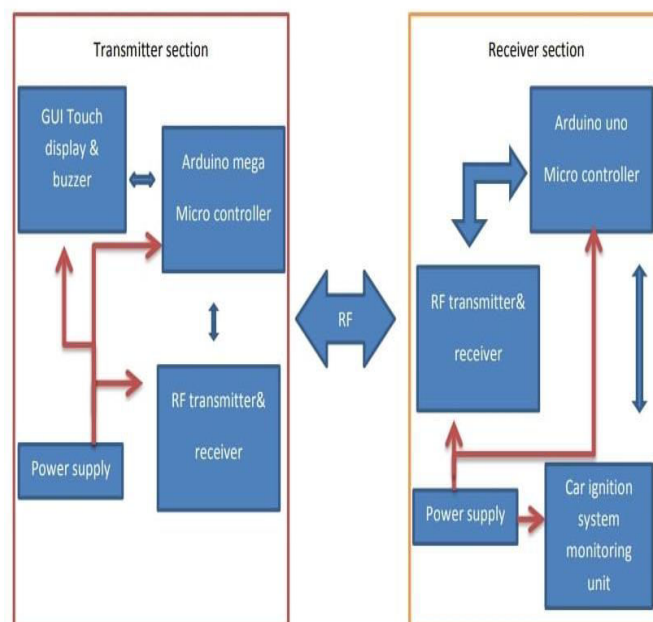 Transmitter section
GUI Touch
display &
buzzer
Arduino mega
Micro controller
RF transmitter&
receiver
Power supply
RF
Receiver section
Arduino uno
Micro controller
RF transmitter&
receiver
Power supply
Car ignition
system
monitoring
unit